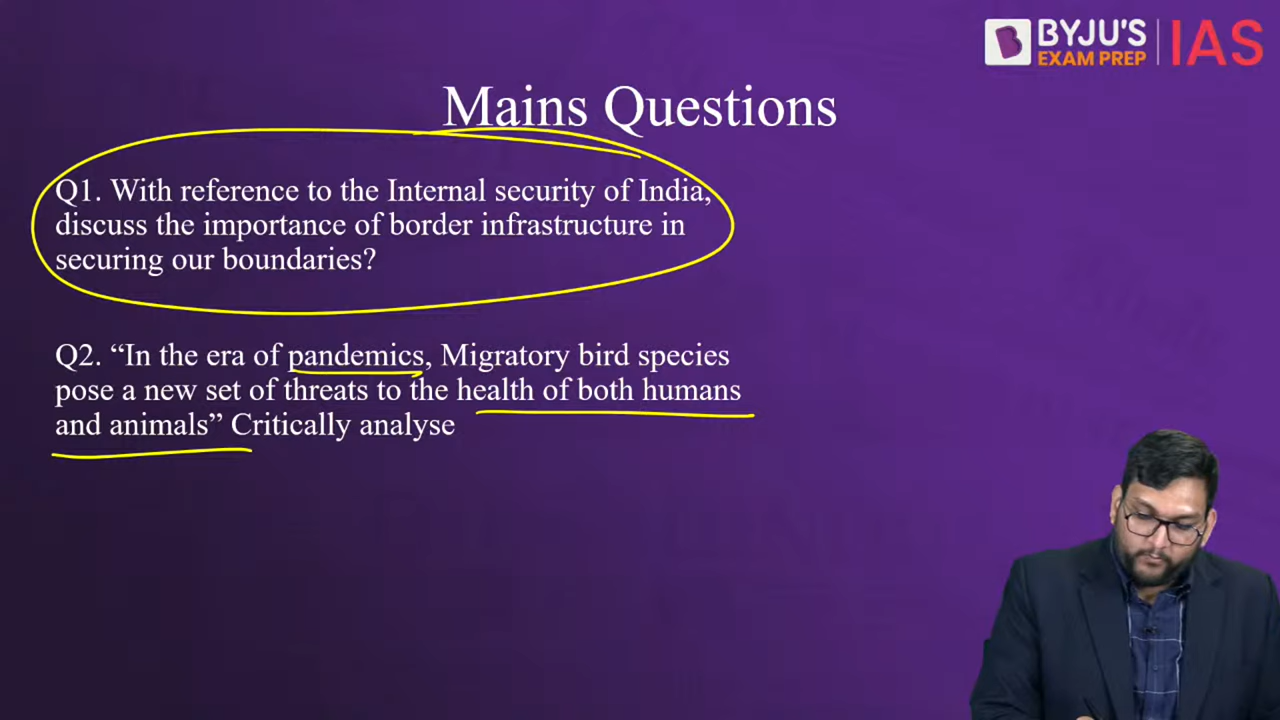 BYJU'S
EXAM PREP
IAS
Mains Questions
Q1. With reference to the Internal security of India,
discuss the importance of border infrastructure in
securing our boundaries?
Q2. “In the era of pandemics, Migratory bird species
pose a new set of threats to the health of both humans
and animals” Critically analyse